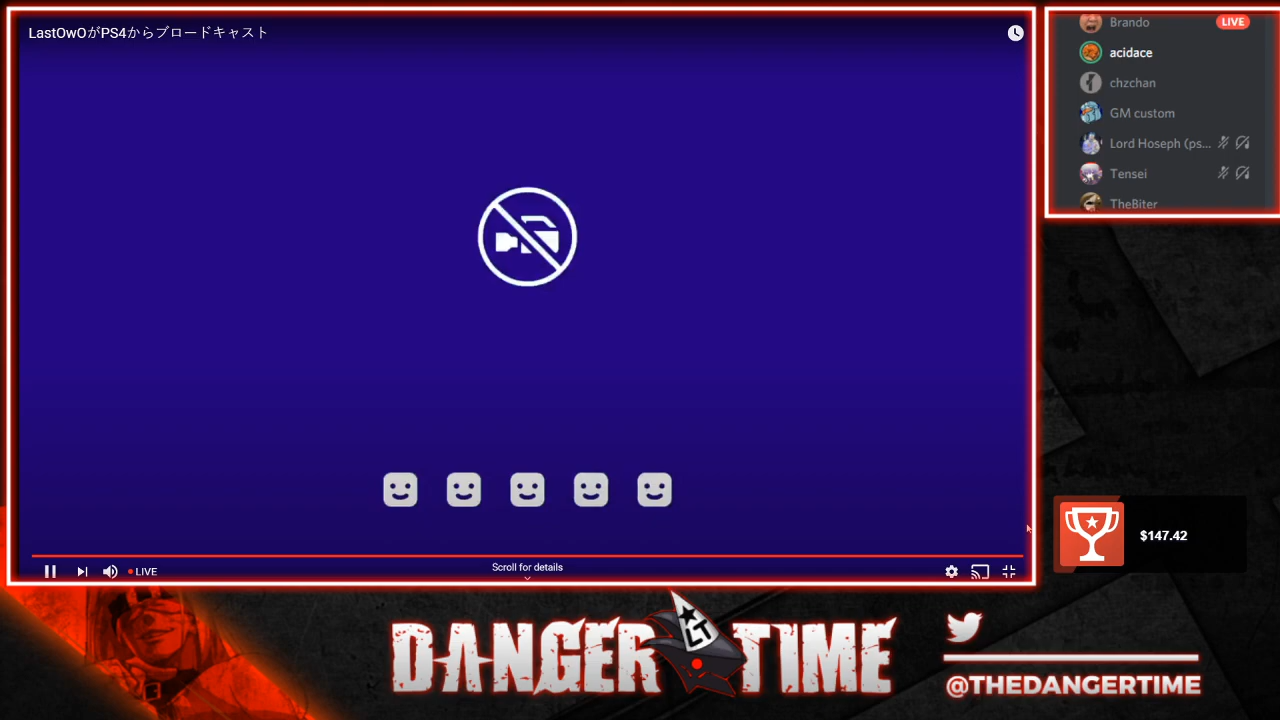 LastOwOがPS4からブロードキャスト
LIVE
Scroll for details
Brando
LIVE
acidace
chzchan
GM custom
Lord Hoseph (ps...
Tensei
TheBiter
$147.42
DANGER TIME
LT
@THEDANGERTIME